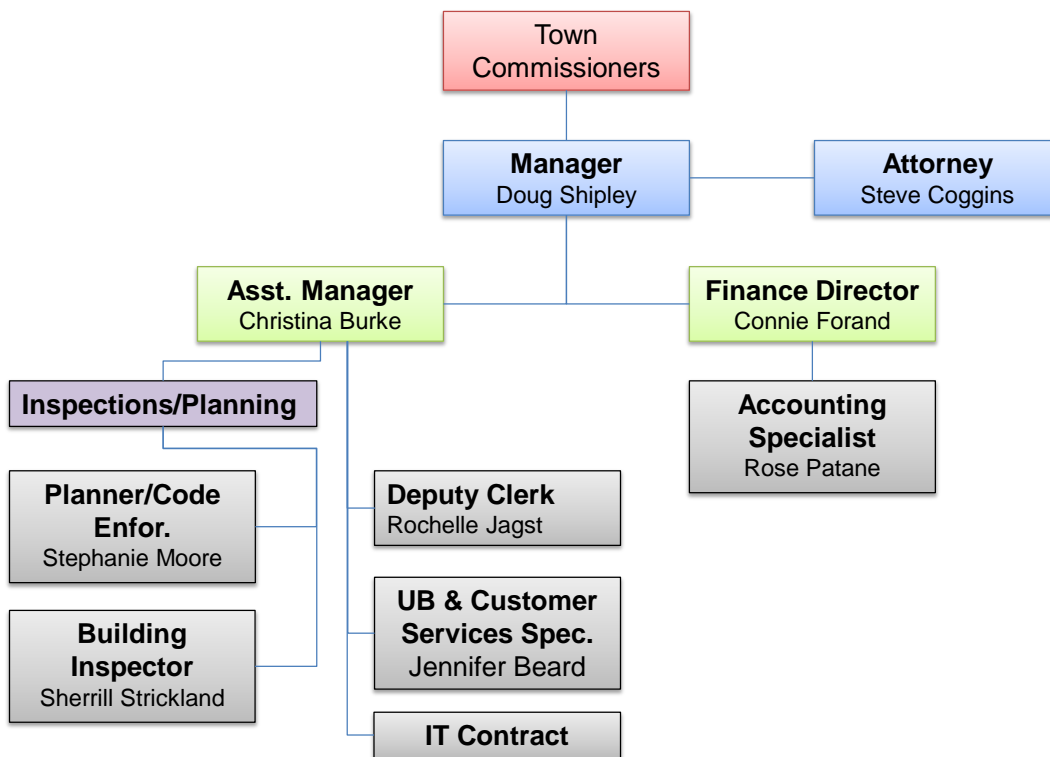 Town
Commissioners
Manager
Doug Shipley
Attorney
Steve Coggins
Asst. Manager
Christina Burke
Finance Director
Connie Forand
Inspections/Planning
Accounting
Specialist
Rose Patane
Planner/Code
Enfor.
Stephanie Moore
Deputy Clerk
Rochelle Jagst
UB & Customer
Services Spec.
Jennifer Beard
Building
Inspector
Sherrill Strickland
IT Contract